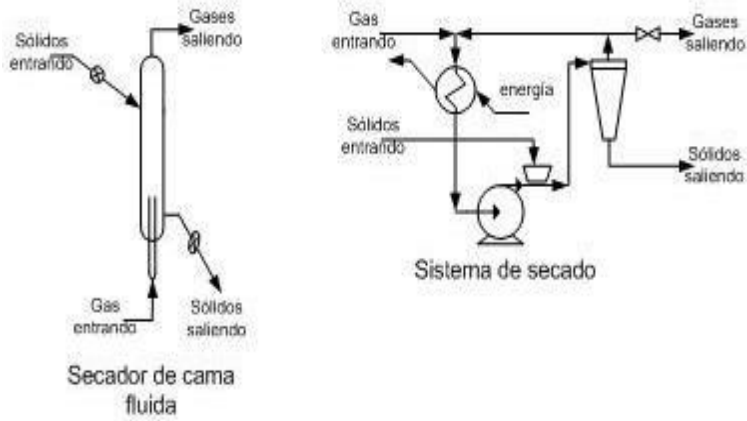 Gases
saliendo
Sólidos
entrando
Gas
entrando
Sólidos
saliendo
Secador de cama
fluida
Gas
entrando
Gases
saliendo
energía
Sólidos
entrando
Sólidos
saliendo
Sistema de secado